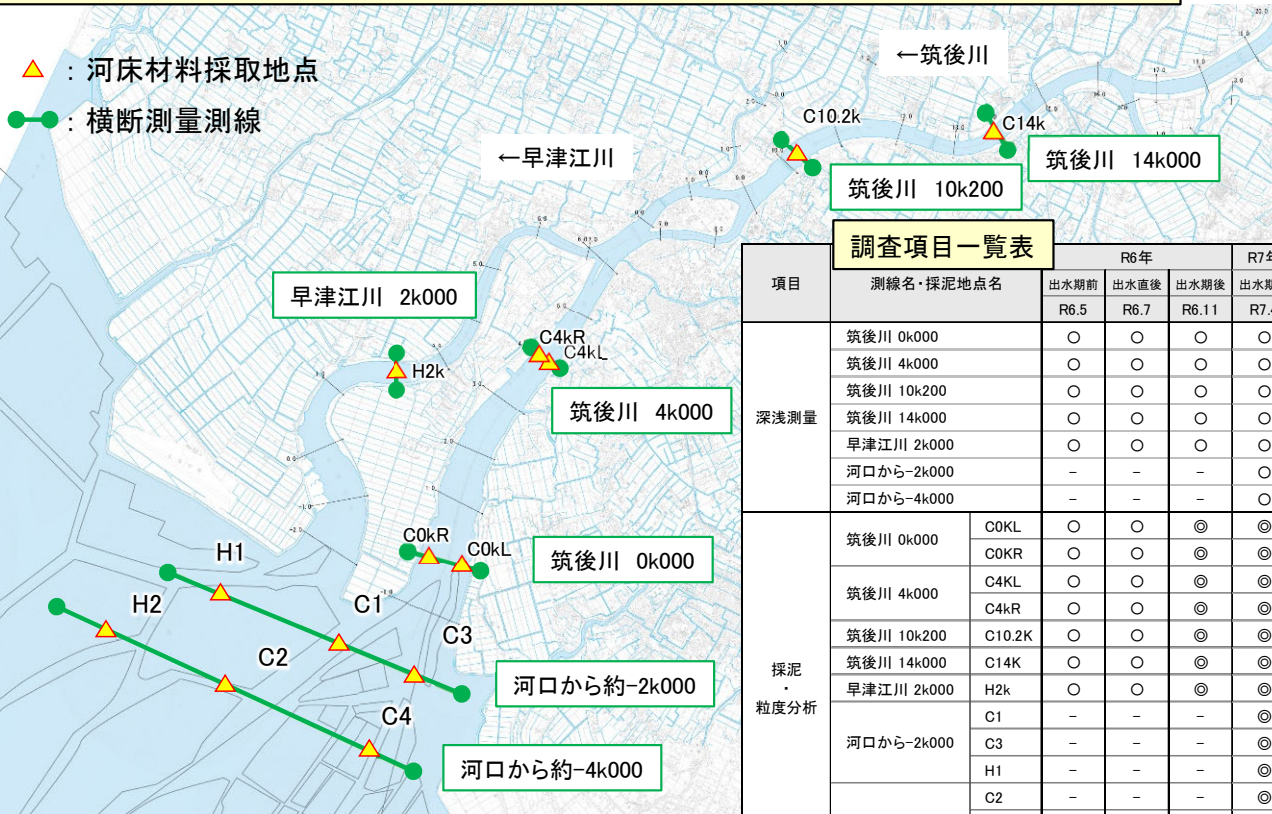 ：河床材料採取地点
：横断測量測線
←筑後川
←早津江川
C10.2k
C14k
筑後川 14k000
筑後川 10k200
早津江川 2k000
C4kR
C4kL
H2k
筑後川 4k000
C0kR
C0kL
筑後川 0k000
H1
H2
C1
C2
C3
C4
河口から約-2k000
河口から約-4k000
調査項目一覧表
項目 測線名・採泥地点名 R6年 R7年
出水期前 出水直後 出水期後 出水期
R6.5 R6.7 R6.11 R7.4
深浅測量
筑後川 0k000 ○ ○ ○ ○
筑後川 4k000 ○ ○ ○ ○
筑後川 10k200 ○ ○ ○ ○
筑後川 14k000 ○ ○ ○ ○
早津江川 2k000 ○ ○ ○ ○
河口から-2k000 － － － ○
河口から-4k000 － － － ○
採泥
・
粒度分析
筑後川 0k000 C0KL ○ ○ ◎ ◎
C0KR ○ ○ ◎ ◎
筑後川 4k000 C4KL ○ ○ ◎ ◎
C4kR ○ ○ ◎ ◎
筑後川 10k200 C10.2K ○ ○ ◎ ◎
筑後川 14k000 C14K ○ ○ ◎ ◎
早津江川 2k000 H2k ○ ○ ◎ ◎
河口から-2k000 C1 － － － ◎
C3 － － － ◎
H1 － － － ◎
C2 － － － ◎